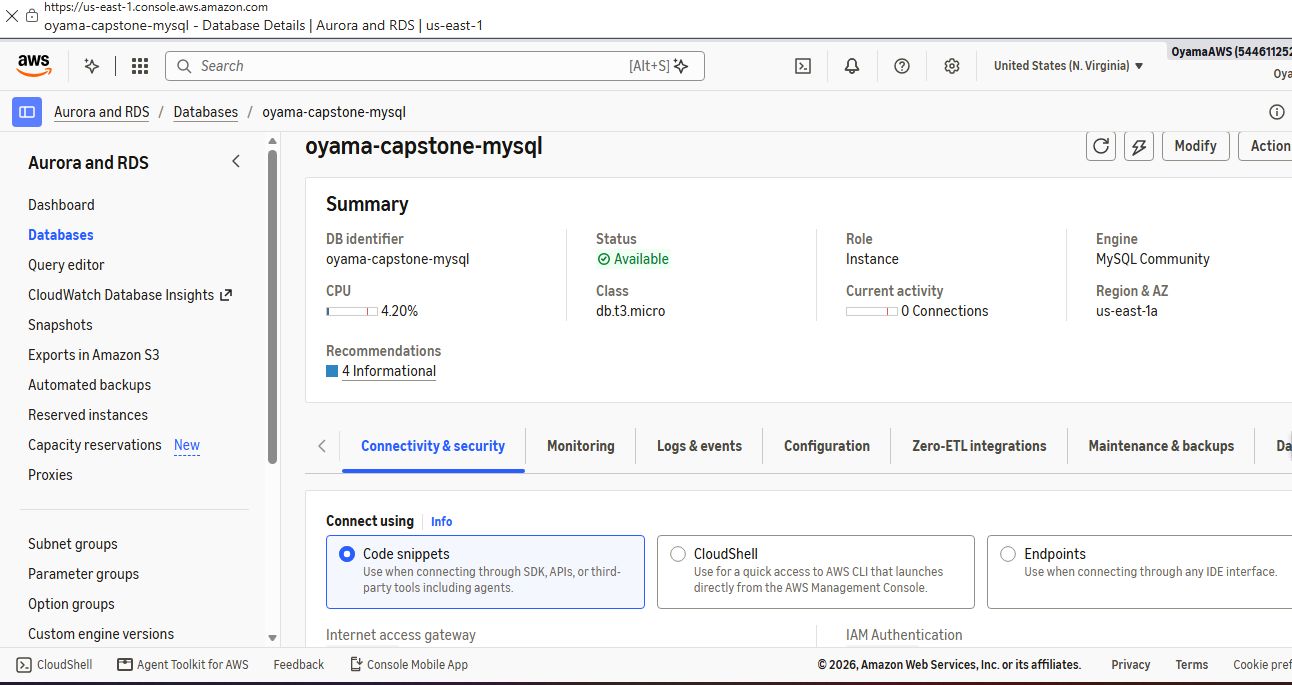 https://us-east-1.console.aws.amazon.com
oyama-capstone-mysql - Database Details | Aurora and RDS | us-east-1
aws
Search [Alt+S]
United States (N. Virginia)
OyamaAWS (544611252
Oya
Aurora and RDS / Databases / oyama-capstone-mysql
Aurora and RDS
Dashboard
Databases
Query editor
CloudWatch Database Insights
Snapshots
Exports in Amazon S3
Automated backups
Reserved instances
Capacity reservations New
Proxies
Subnet groups
Parameter groups
Option groups
Custom engine versions
oyama-capstone-mysql
Modify
Action
Summary
DB identifier
oyama-capstone-mysql
Status
Available
Role
Instance
Engine
MySQL Community
CPU
4.20%
Class
db.t3.micro
Current activity
0 Connections
Region & AZ
us-east-1a
Recommendations
4 Informational
Connectivity & security
Monitoring
Logs & events
Configuration
Zero-ETL integrations
Maintenance & backups
Da
Connect using Info
Code snippets
Use when connecting through SDK, APIs, or third-
party tools including agents.
CloudShell
Use for a quick access to AWS CLI that launches
directly from the AWS Management Console.
Endpoints
Use when connecting through any IDE interface.
Internet access gateway
IAM Authentication
CloudShell
Agent Toolkit for AWS
Feedback
Console Mobile App
© 2026, Amazon Web Services, Inc. or its affiliates.
Privacy
Terms
Cookie pref